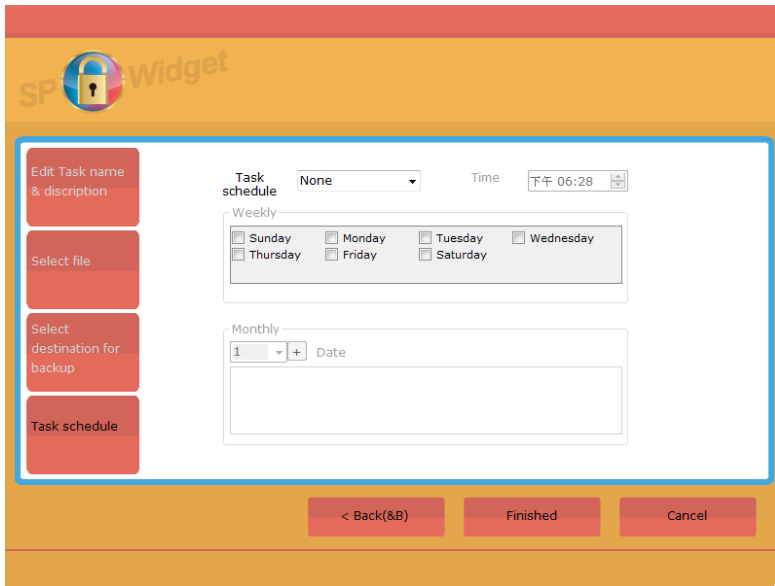 SP Widget
Edit Task name
& discription
Select file
Select
destination for
backup
Task schedule
Task
schedule
None
Time
下午 06:28
Weekly
Sunday
Monday
Tuesday
Wednesday
Thursday
Friday
Saturday
Monthly
1
+
Date
< Back(&B)
Finished
Cancel